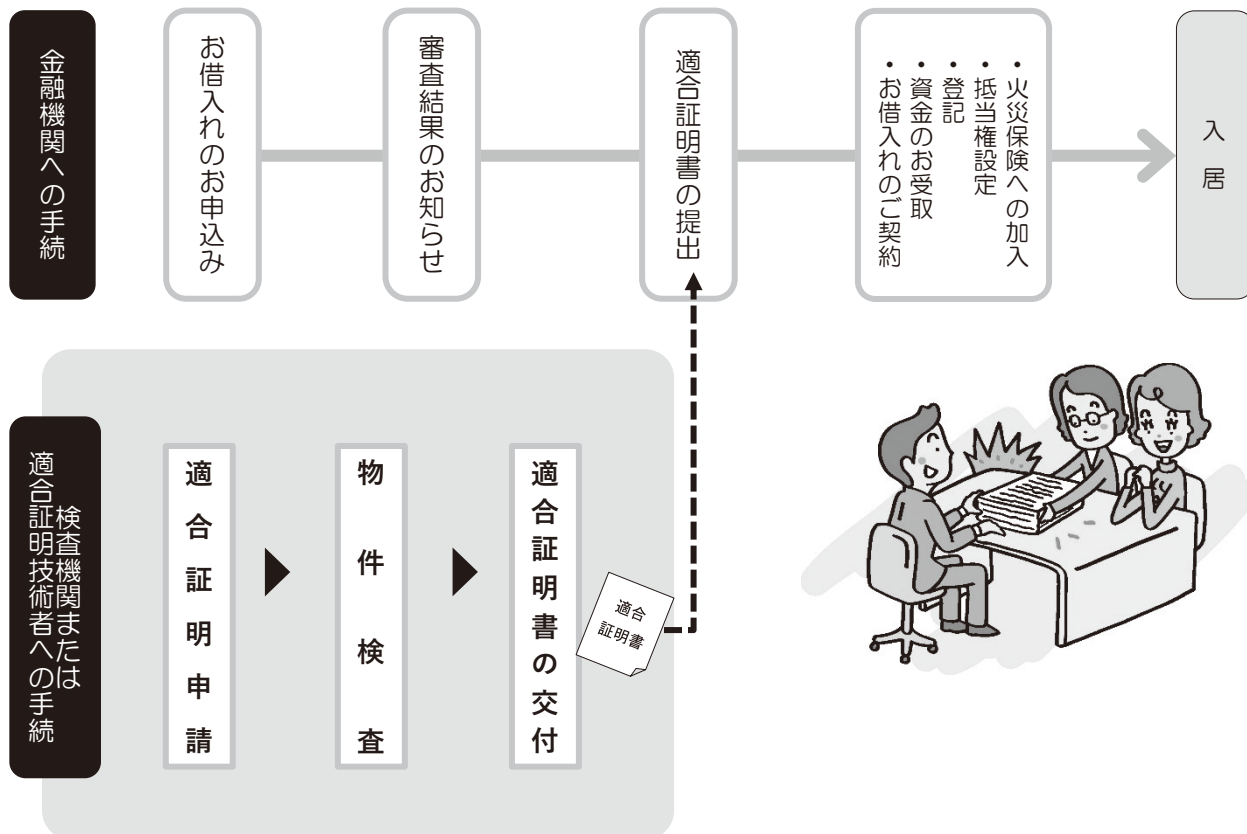 金融機関への手続
お借入れのお申込み
審査結果のお知らせ
適合証明書の提出
・火災保険への加入
・抵当権設定
・登記
・資金のお受取
・お借入れのご契約
入居
検査機関または
適合証明技術者への手続
適合証明申請
物件検査
適合証明書の交付
適合
証明書